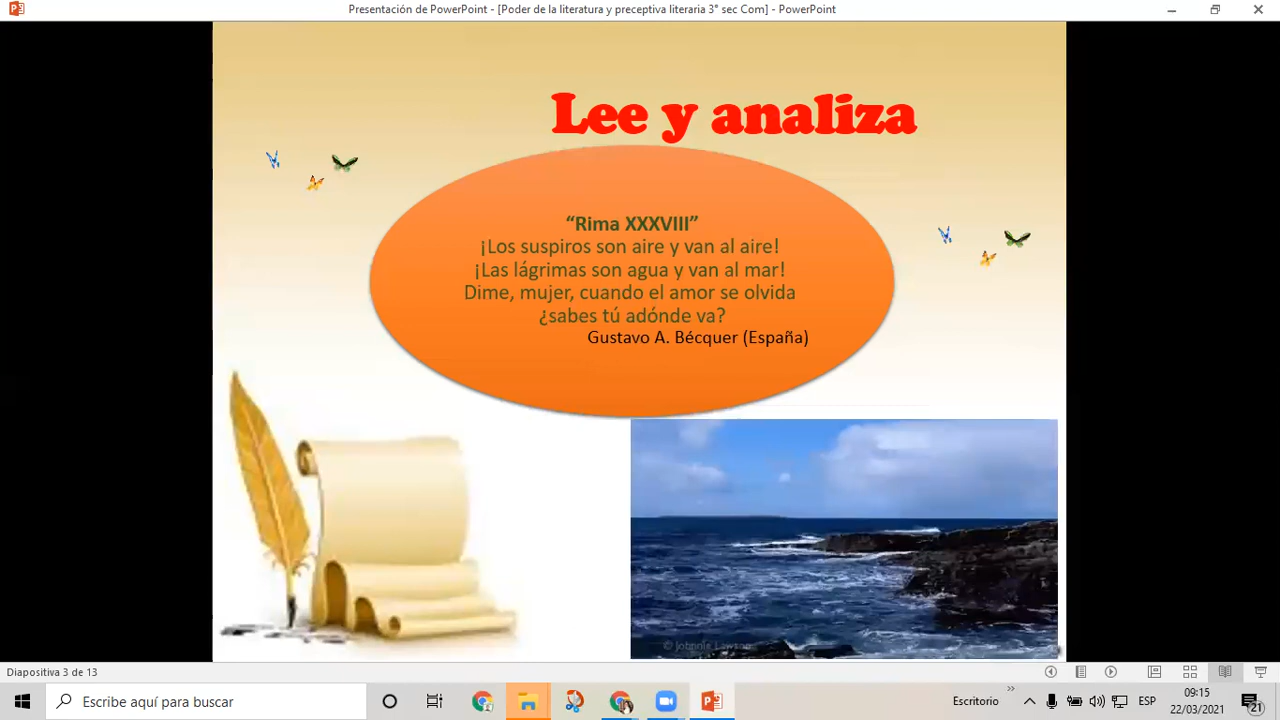 Presentación de PowerPoint - [Poder de la literatura y preceptiva literaria 3° sec Com] - PowerPoint
Lee y analiza
“Rima XXXVIII”
¡Los suspiros son aire y van al aire!
¡Las lágrimas son agua y van al mar!
Dime, mujer, cuando el amor se olvida
¿sabes tú adónde va?
Gustavo A. Bécquer (España)
© Johnnie Lawson
Diapositiva 3 de 13
Escribe aquí para buscar
Escritorio
ESP
09:15
22/03/2021
21